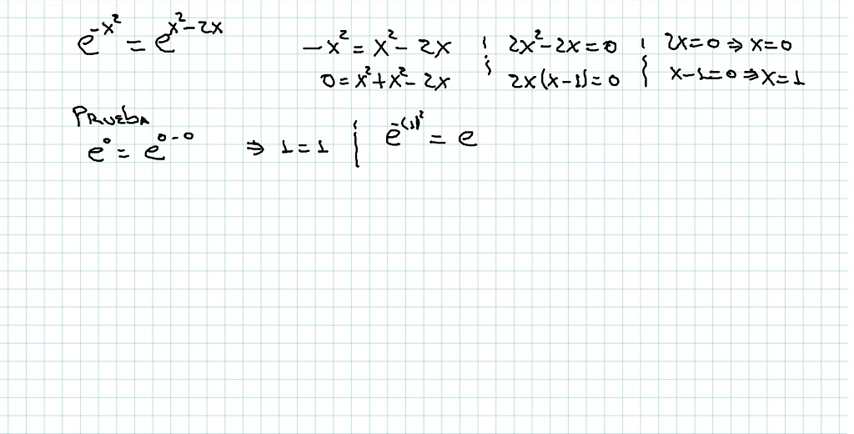 e^{-x²} = e^{x²-2x}
-x² = x² - 2x | 2x² - 2x = 0 | 2x = 0 ⇒ x = 0
0 = x² + x² - 2x | 2x(x-1) = 0 | x - 1 = 0 ⇒ x = 1
PRUEBA
e⁰ = e^{0-0} ⇒ 1 = 1 | e^{-(1)²} = e